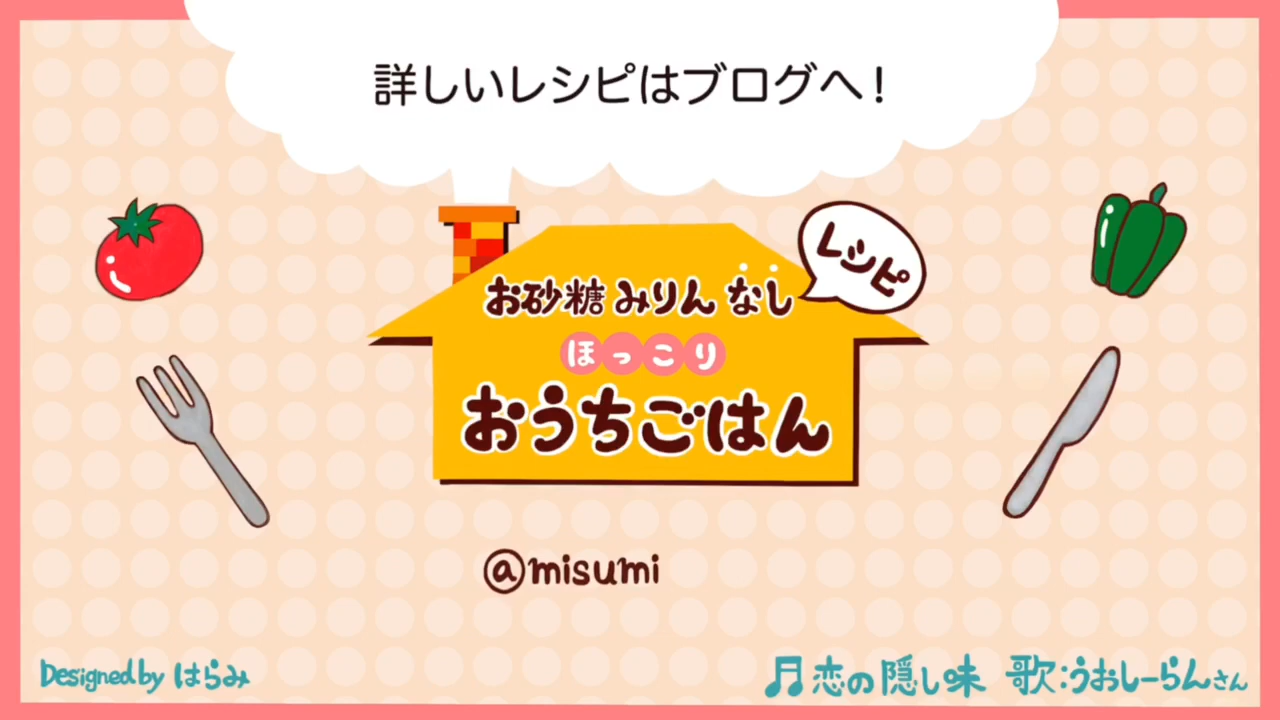 詳しいレシピはブログへ！
レシピ
お砂糖みりんなし
ほっこり
おうちごはん
@misumi
Designed by はらみ
♬恋の隠し味 歌:うおしーらんさん